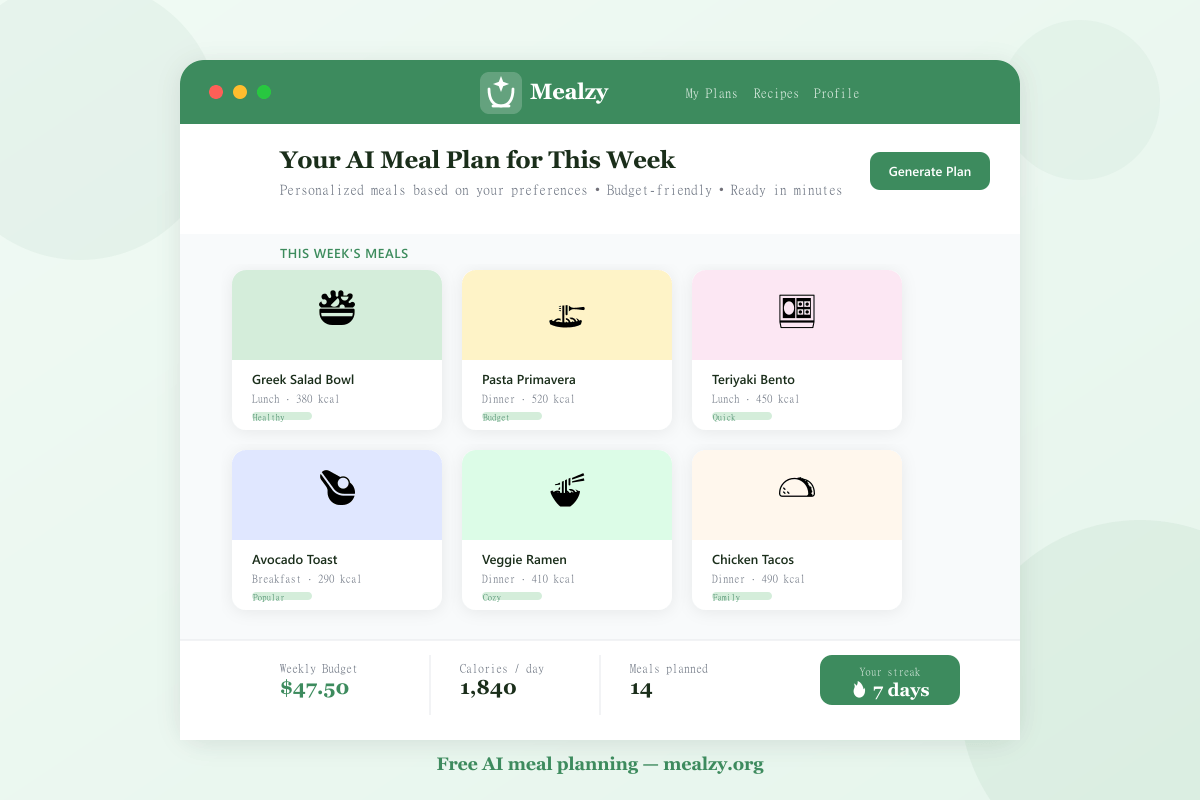 Mealzy
My Plans Recipes Profile
Your AI Meal Plan for This Week
Personalized meals based on your preferences • Budget-friendly • Ready in minutes
Generate Plan
THIS WEEK'S MEALS
Greek Salad Bowl
Lunch · 380 kcal
Healthy
Pasta Primavera
Dinner · 520 kcal
Budget
Teriyaki Bento
Lunch · 450 kcal
Quick
Avocado Toast
Breakfast · 290 kcal
Popular
Veggie Ramen
Dinner · 410 kcal
Cozy
Chicken Tacos
Dinner · 490 kcal
Family
Weekly Budget
$47.50
Calories / day
1,840
Meals planned
14
Your streak
7 days
Free AI meal planning — mealzy.org